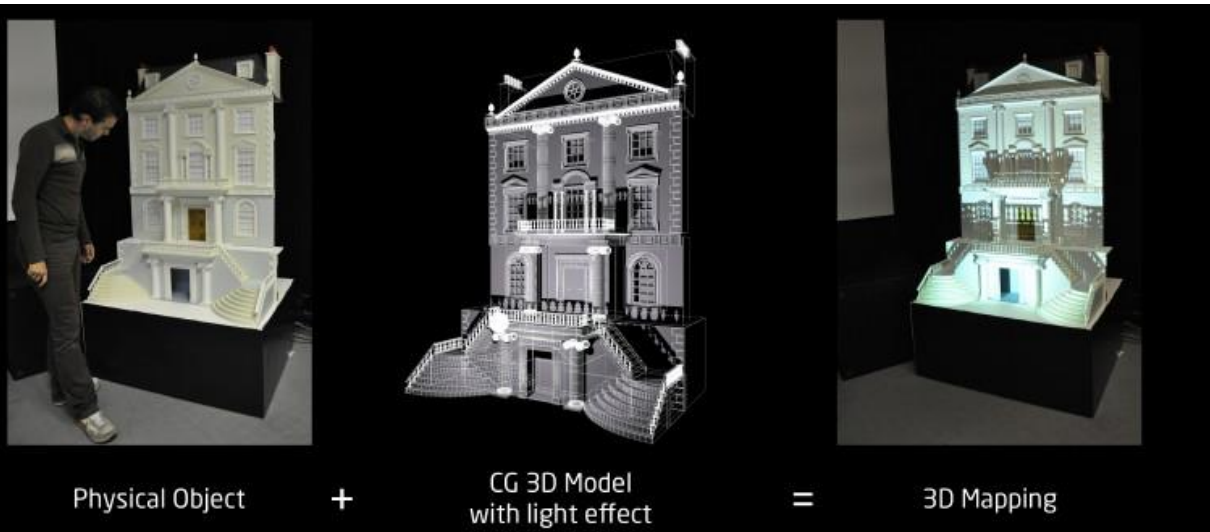 Physical Object
+
CG 3D Model
with light effect
=
3D Mapping